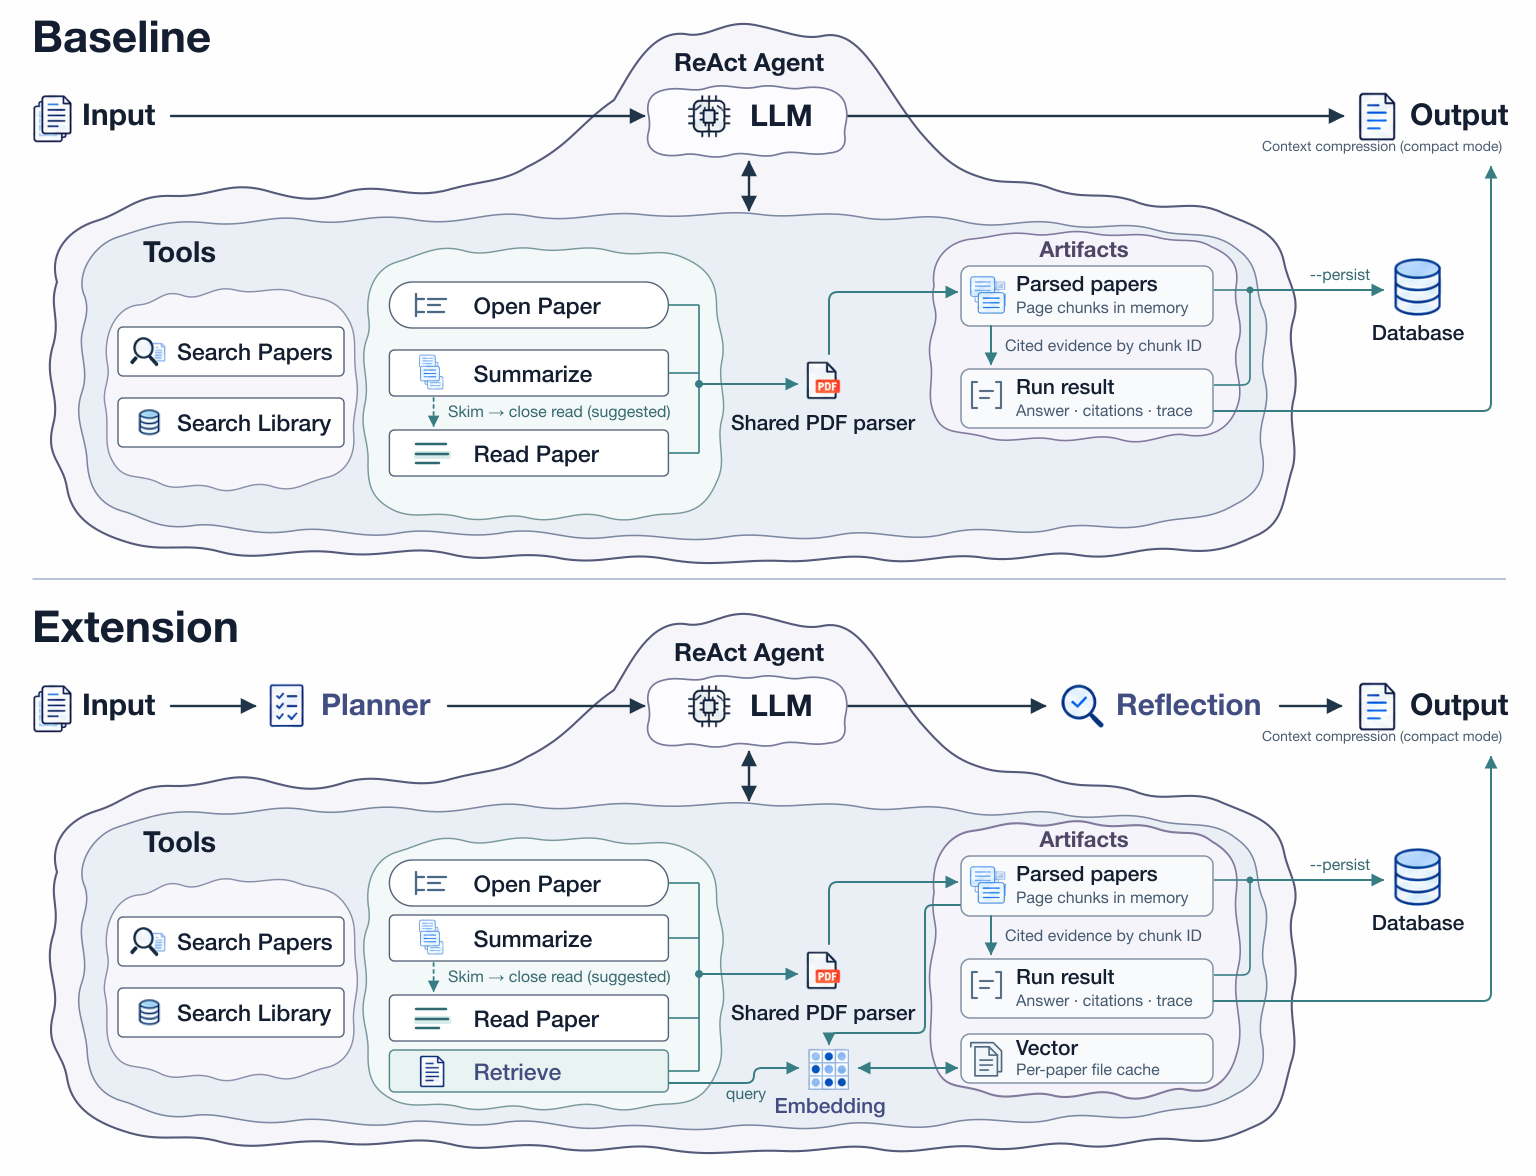 Baseline
ReAct Agent
Input
LLM
Output
Context compression (compact mode)
Tools
Search Papers
Search Library
Open Paper
Summarize
Skim → close read (suggested)
Read Paper
PDF
Shared PDF parser
Artifacts
Parsed papers
Page chunks in memory
Cited evidence by chunk ID
Run result
Answer · citations · trace
--persist
Database
Extension
ReAct Agent
Input
Planner
LLM
Reflection
Output
Context compression (compact mode)
Tools
Search Papers
Search Library
Open Paper
Summarize
Skim → close read (suggested)
Read Paper
Retrieve
query
PDF
Shared PDF parser
Embedding
Artifacts
Parsed papers
Page chunks in memory
Cited evidence by chunk ID
Run result
Answer · citations · trace
Vector
Per-paper file cache
--persist
Database